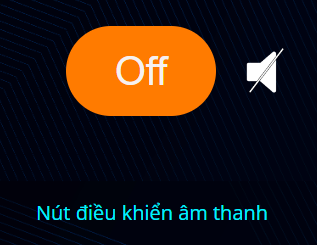 Off
Nút điều khiển âm thanh